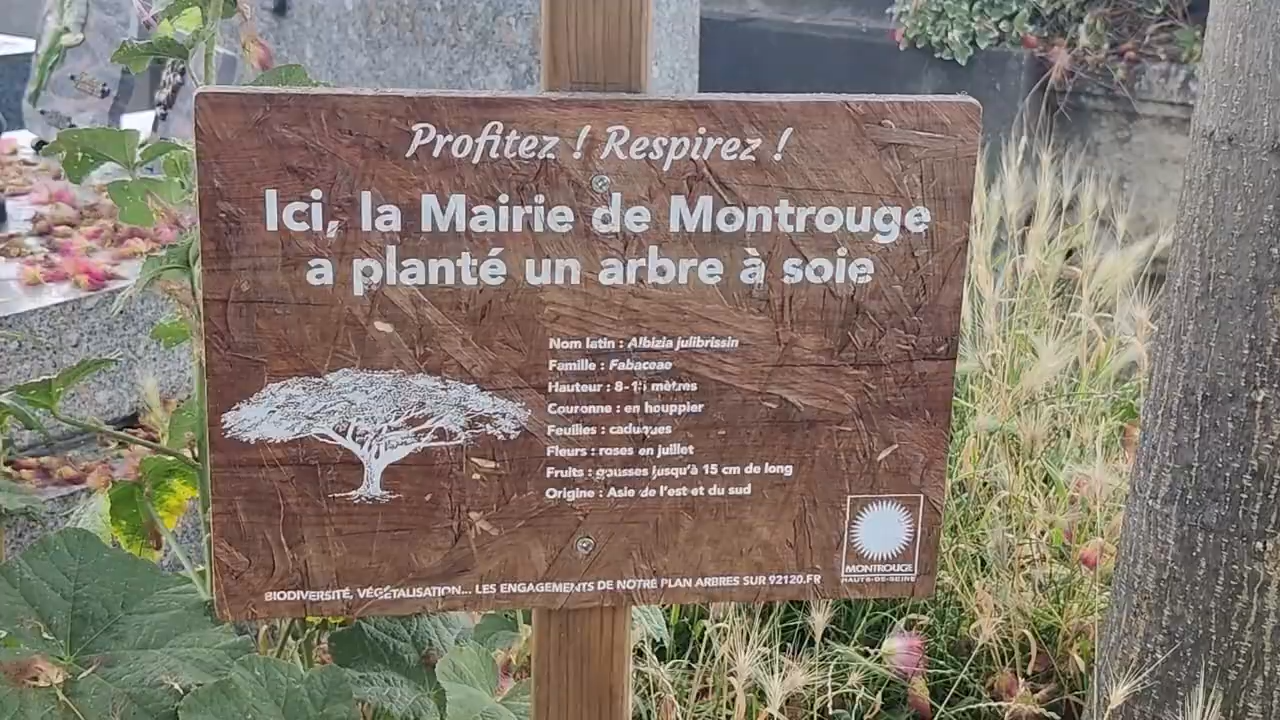 Profitez ! Respirez !
Ici, la Mairie de Montrouge
a planté un arbre à soie
Nom latin : Albizia julibrissin
Famille : Fabaceae
Hauteur : 8-15 mètres
Couronne : en houppier
Feuilles : caduques
Fleurs : roses en juillet
Fruits : gousses jusqu'à 15 cm de long
Origine : Asie de l'est et du sud
MONTROUGE
HAUTS-DE-SEINE
BIODIVERSITÉ, VÉGÉTALISATION... LES ENGAGEMENTS DE NOTRE PLAN ARBRES SUR 92120.FR